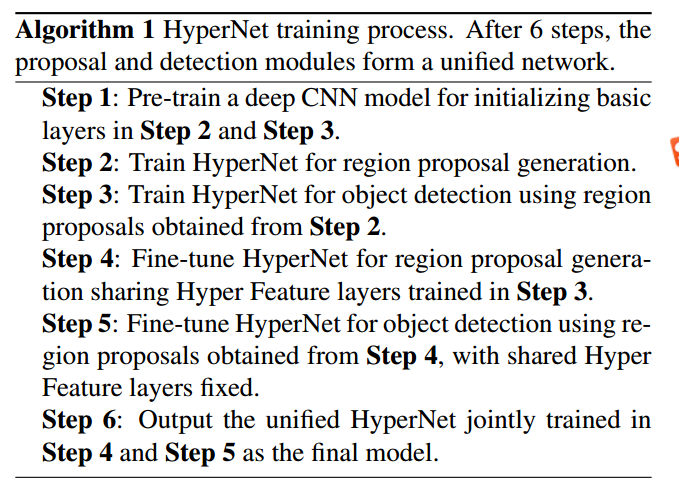 Algorithm 1 HyperNet training process. After 6 steps, the
proposal and detection modules form a unified network.
Step 1: Pre-train a deep CNN model for initializing basic
layers in Step 2 and Step 3.
Step 2: Train HyperNet for region proposal generation.
Step 3: Train HyperNet for object detection using region
proposals obtained from Step 2.
Step 4: Fine-tune HyperNet for region proposal genera-
tion sharing Hyper Feature layers trained in Step 3.
Step 5: Fine-tune HyperNet for object detection using re-
gion proposals obtained from Step 4, with shared Hyper
Feature layers fixed.
Step 6: Output the unified HyperNet jointly trained in
Step 4 and Step 5 as the final model.